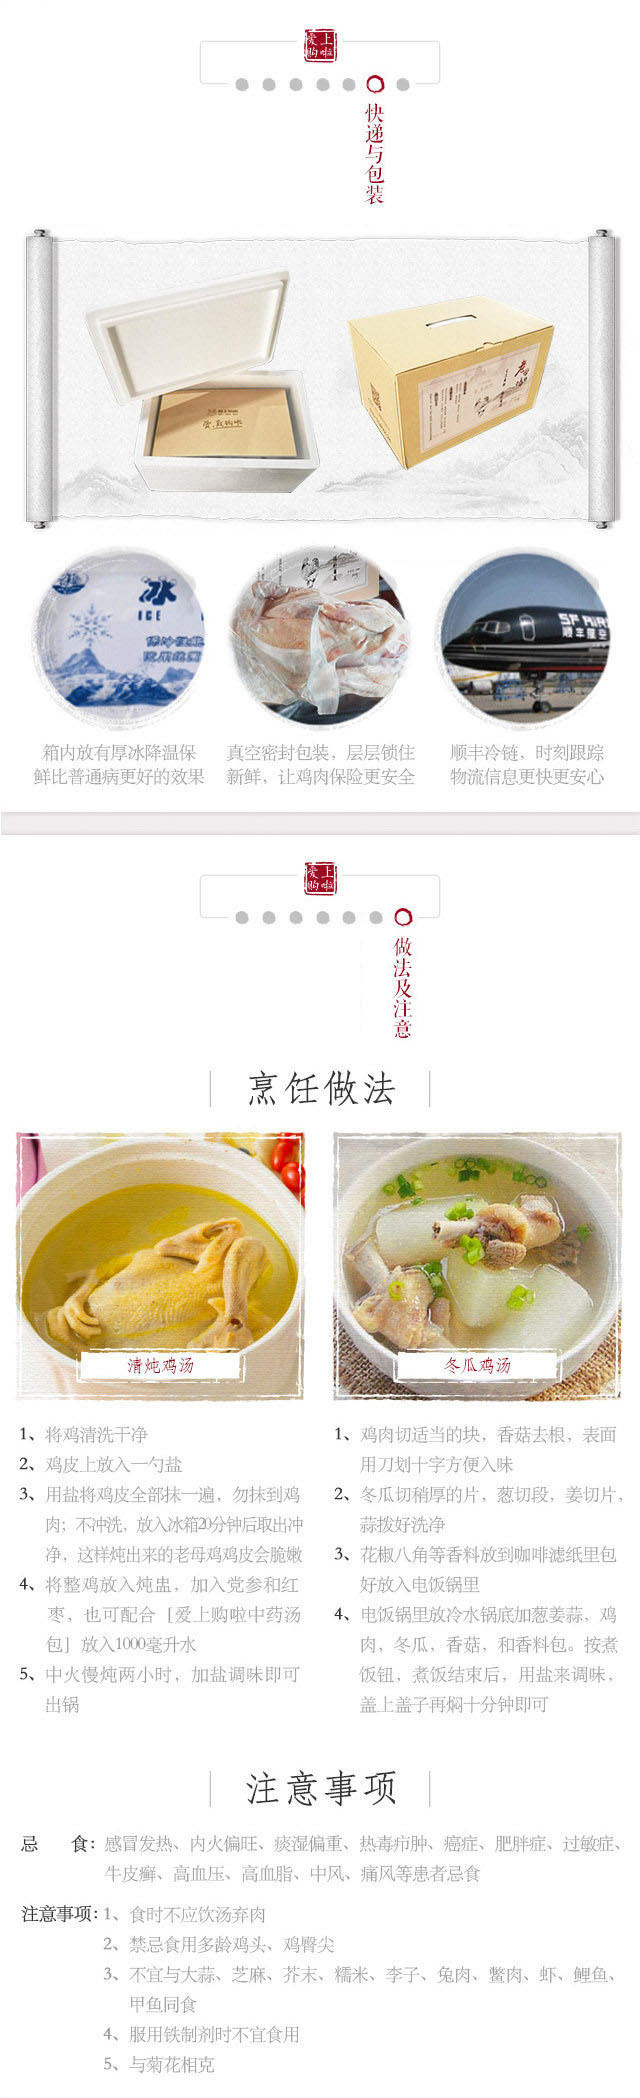 爱上
购啦
快递与包装
爱上购啦
冰
ICE
SF AIRL
顺丰航空
箱内放有厚冰降温保
鲜比普通病更好的效果
真空密封包装，层层锁住
新鲜，让鸡肉保险更安全
顺丰冷链，时刻跟踪
物流信息更快更安心
爱上
购啦
做法及注意
烹饪做法
清炖鸡汤
冬瓜鸡汤
1、将鸡清洗干净
2、鸡皮上放入一勺盐
3、用盐将鸡皮全部抹一遍，勿抹到鸡
肉；不冲洗，放入冰箱20分钟后取出冲
净，这样炖出来的老母鸡鸡皮会脆嫩
4、将整鸡放入炖盅，加入党参和红
枣，也可配合［爱上购啦中药汤
包］放入1000毫升水
5、中火慢炖两小时，加盐调味即可
出锅
1、鸡肉切适当的块，香菇去根，表面
用刀划十字方便入味
2、冬瓜切稍厚的片，葱切段，姜切片，
蒜拨好洗净
3、花椒八角等香料放到咖啡滤纸里包
好放入电饭锅里
4、电饭锅里放冷水锅底加葱姜蒜，鸡
肉，冬瓜，香菇，和香料包。按煮
饭钮，煮饭结束后，用盐来调味，
盖上盖子再焖十分钟即可
注意事项
忌　食：感冒发热、内火偏旺、痰湿偏重、热毒疖肿、癌症、肥胖症、过敏症、
牛皮癣、高血压、高血脂、中风、痛风等患者忌食
注意事项：1、食时不应饮汤弃肉
2、禁忌食用多龄鸡头、鸡臀尖
3、不宜与大蒜、芝麻、芥末、糯米、李子、兔肉、鳖肉、虾、鲤鱼、
甲鱼同食
4、服用铁制剂时不宜食用
5、与菊花相克